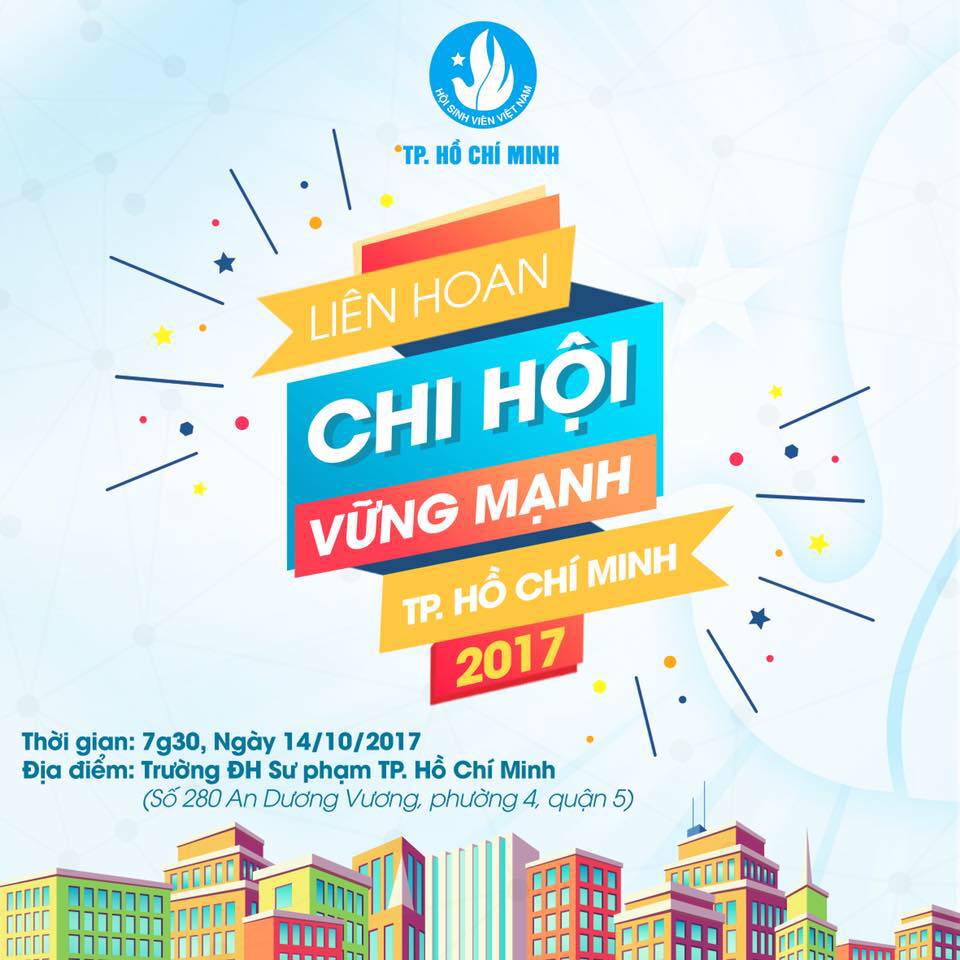 HỘI SINH VIÊN VIỆT NAM
TP. HỒ CHÍ MINH
LIÊN HOAN
CHI HỘI
VỮNG MẠNH
TP. HỒ CHÍ MINH
2017
Thời gian: 7g30, Ngày 14/10/2017
Địa điểm: Trường ĐH Sư phạm TP. Hồ Chí Minh
(Số 280 An Dương Vương, phường 4, quận 5)